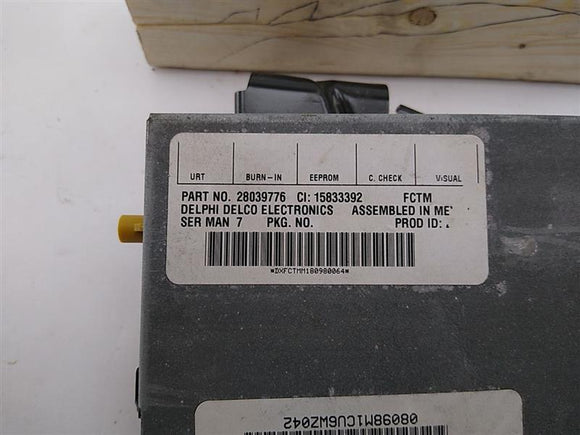 URT BURN-IN EEPROM C. CHECK VISUAL
PART NO. 28039776 CI: 15833392 FCTM
DELPHI DELCO ELECTRONICS ASSEMBLED IN
SER MAN 7 PKG. NO. PROD ID:
*DXFCTMM180980064*
08098M1CU6WZ042